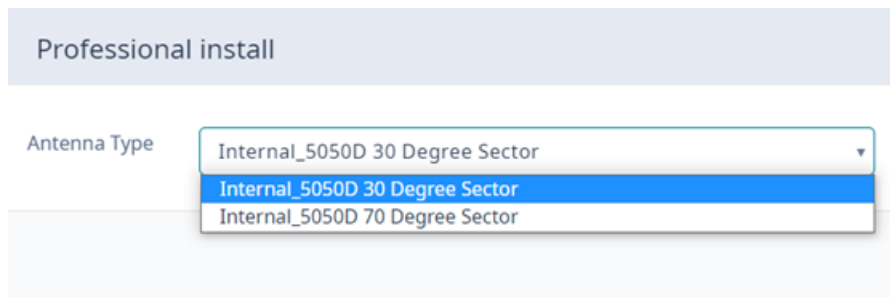 Professional install
Antenna Type
Internal_5050D 30 Degree Sector
Internal_5050D 30 Degree Sector
Internal_5050D 70 Degree Sector